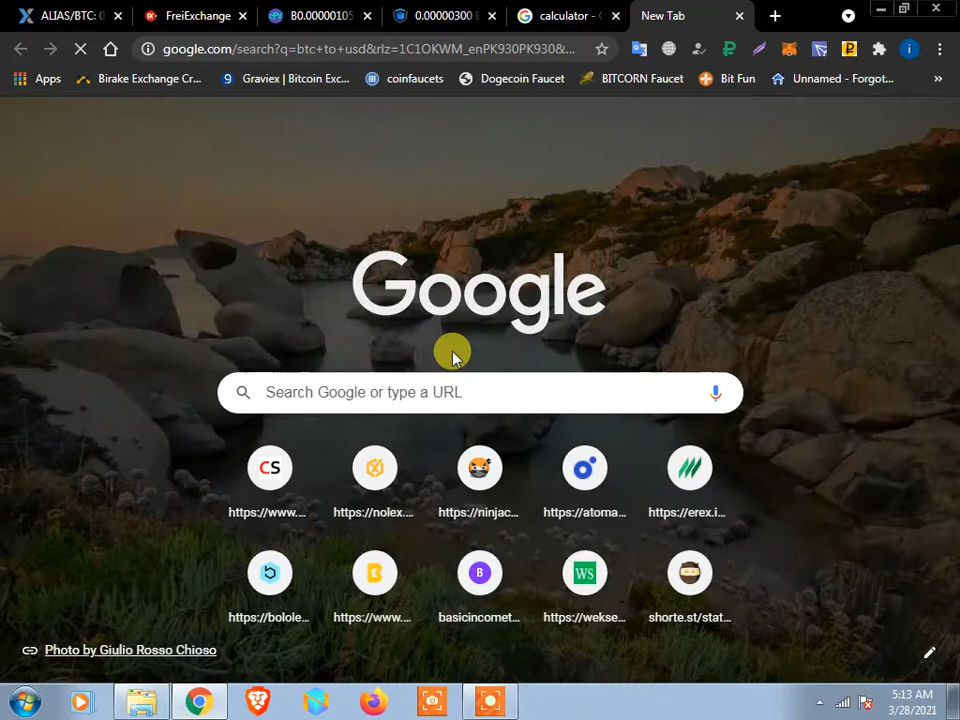 ALIAS/BTC: 0
FreiExchange
B0.00000105
0.00000300 B
calculator - G
New Tab
google.com/search?q=btc+to+usd&rlz=1C1OKWM_enPK930PK930&...
Apps
Birake Exchange Cr...
Graviex | Bitcoin Exc...
coinfaucets
Dogecoin Faucet
BITCORN Faucet
Bit Fun
Unnamed - Forgot...
»
Google
Search Google or type a URL
CS
https://www....
https://nolex....
https://ninjac...
https://atoma...
https://erex.i...
B
WS
https://bolole...
https://www....
basicincomet...
https://wekse...
shorte.st/stat...
Photo by Giulio Rosso Chioso
5:13 AM
3/28/2021